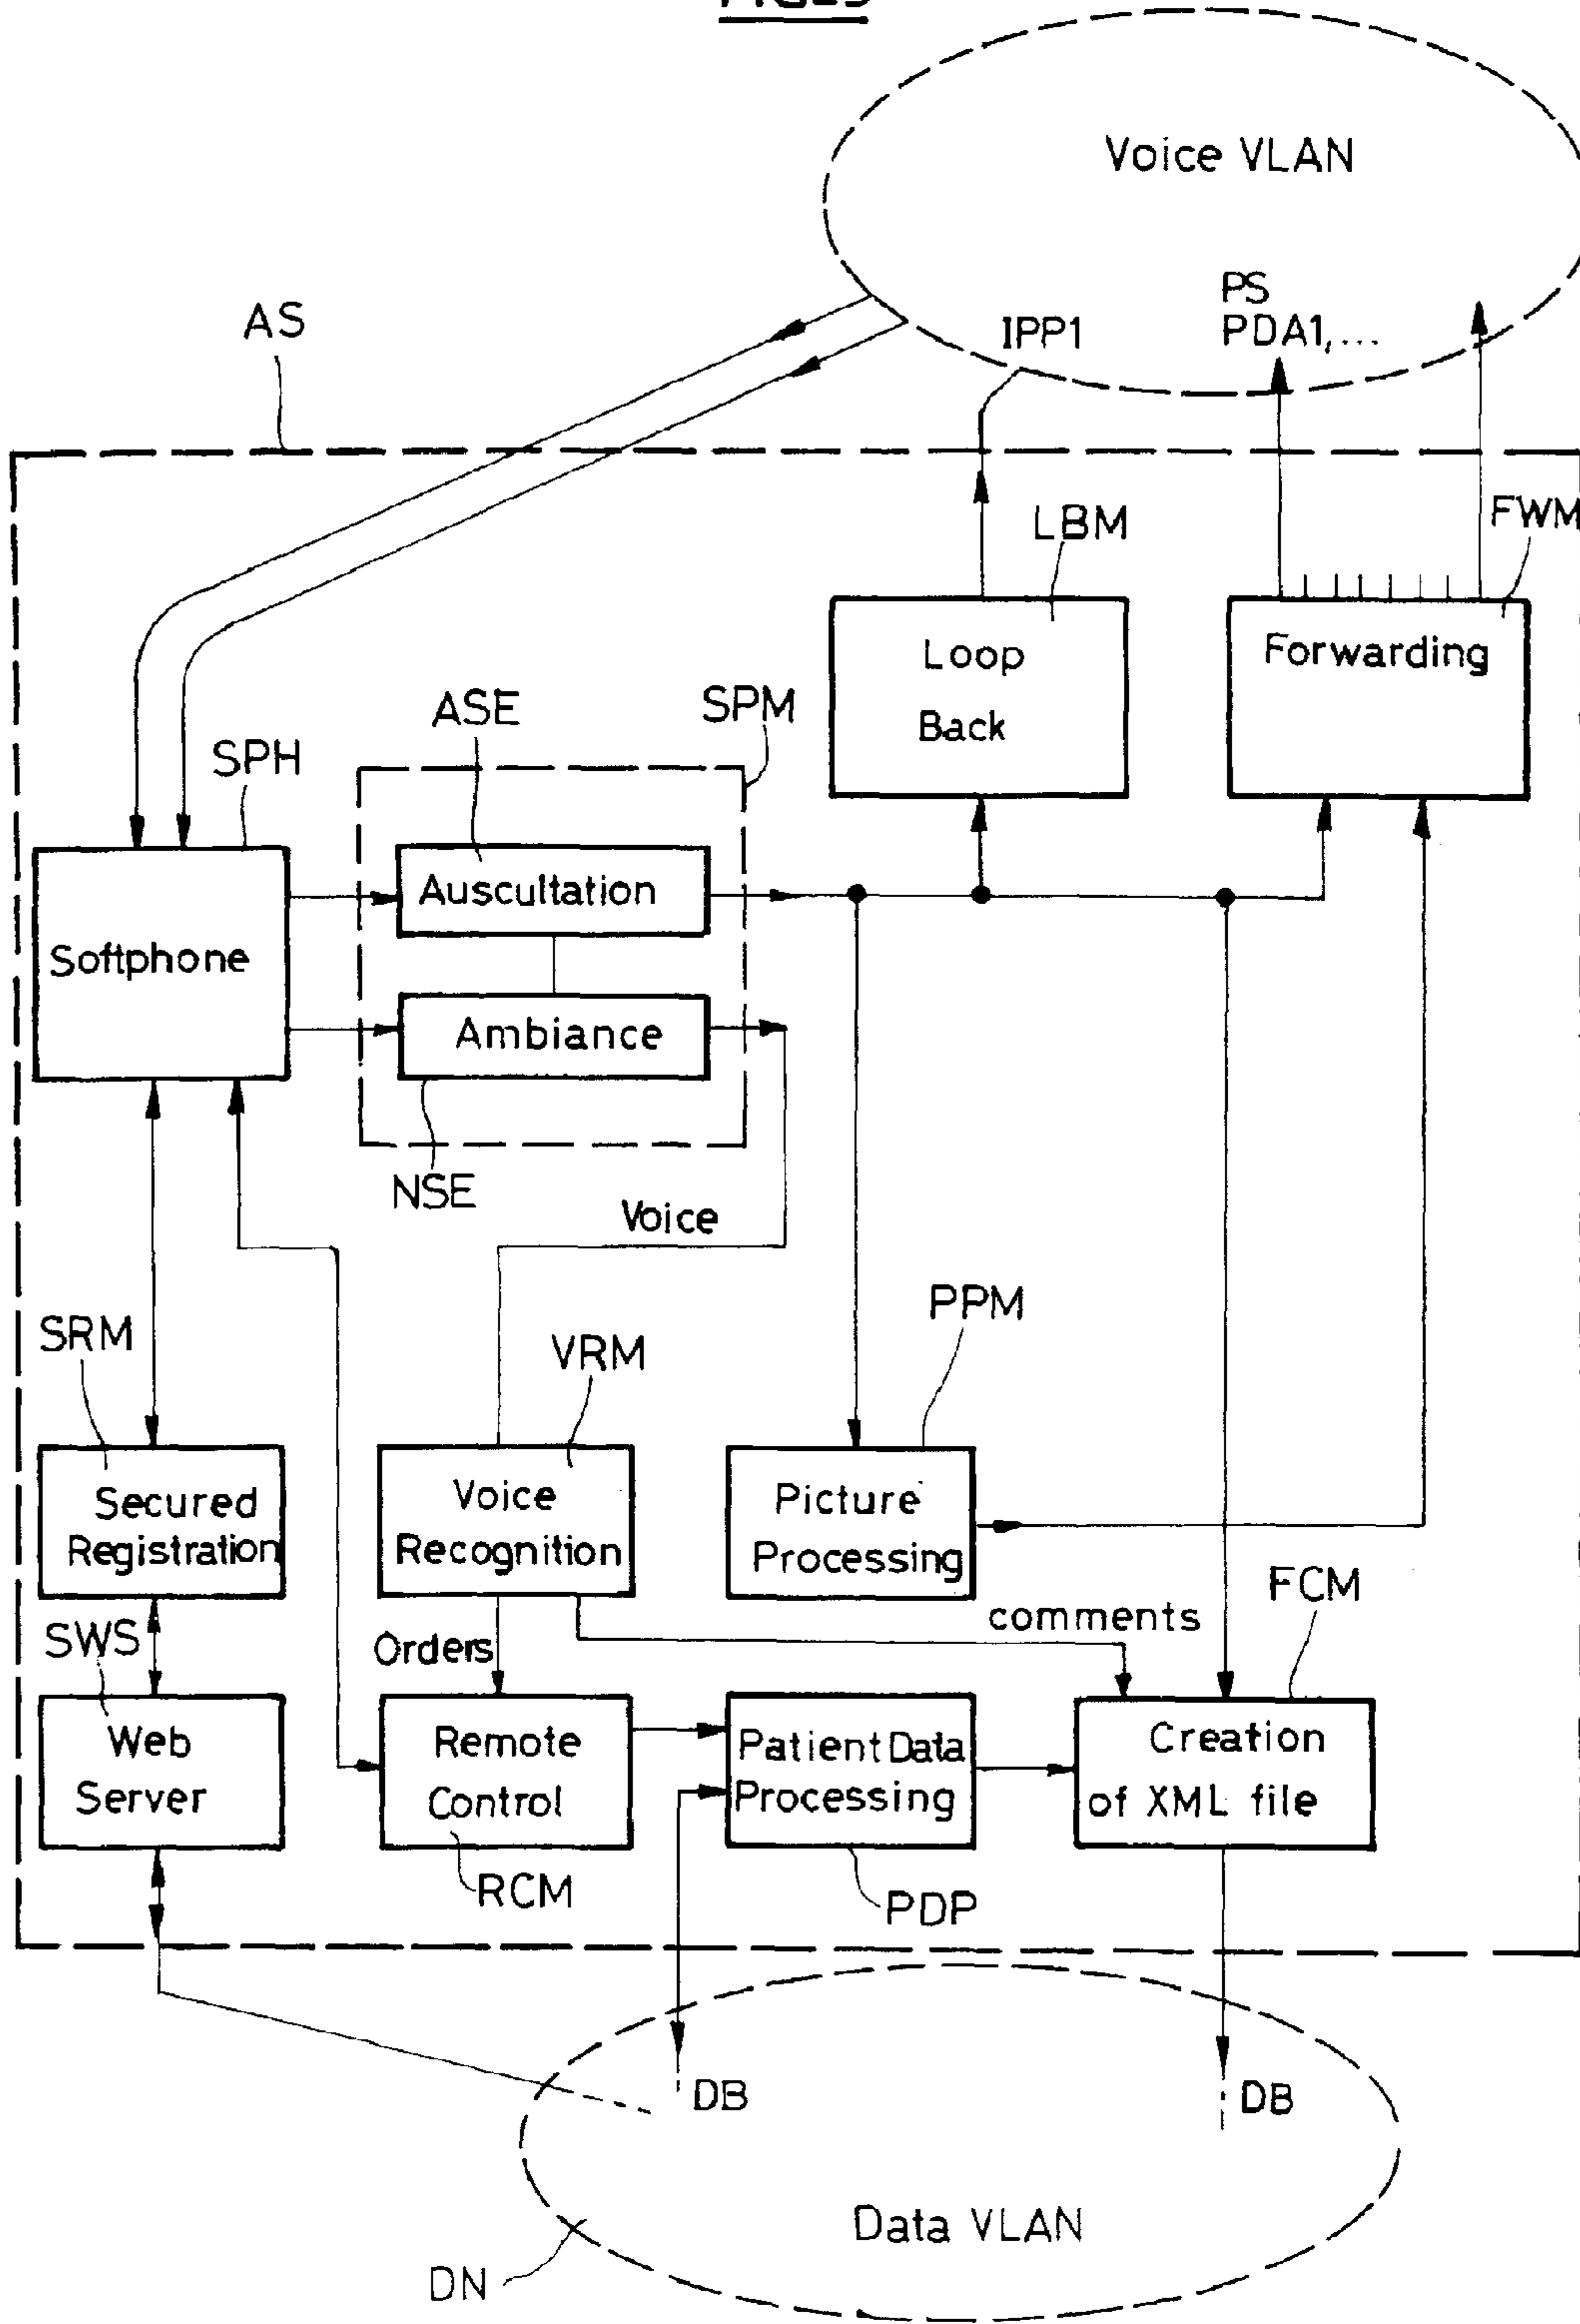 Voice VLAN
PS
IPP1
PDA1,...
AS
LBM
FWM
Loop
Back
Forwarding
ASE
SPM
SPH
Auscultation
Softphone
Ambiance
NSE
Voice
SRM
VRM
PPM
Secured
Registration
Voice
Recognition
Picture
Processing
FCM
comments
SWS
Orders
Web
Server
Remote
Control
Patient Data
Processing
Creation
of XML file
RCM
PDP
DB
DB
Data VLAN
DN